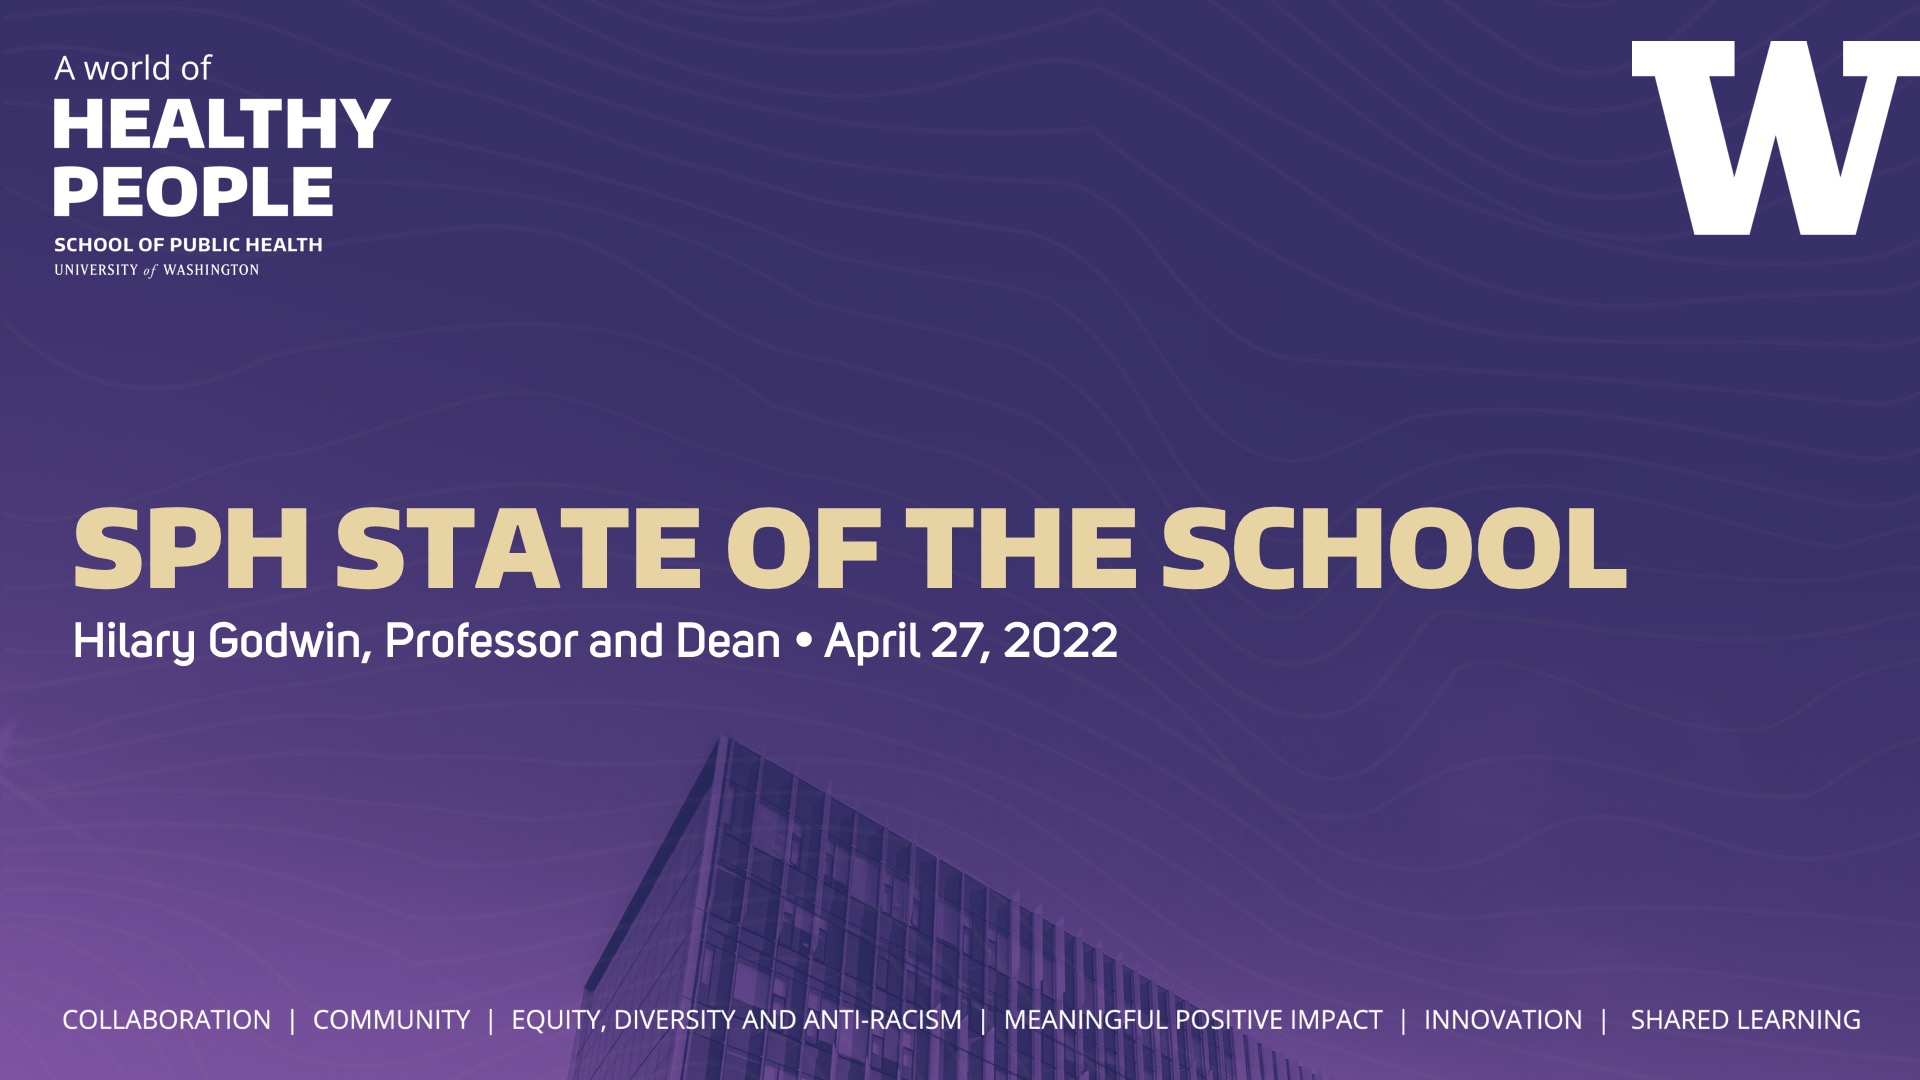 A world of
HEALTHY
PEOPLE
SCHOOL OF PUBLIC HEALTH
UNIVERSITY of WASHINGTON
W
SPH STATE OF THE SCHOOL
Hilary Godwin, Professor and Dean • April 27, 2022
COLLABORATION | COMMUNITY | EQUITY, DIVERSITY AND ANTI-RACISM | MEANINGFUL POSITIVE IMPACT | INNOVATION | SHARED LEARNING